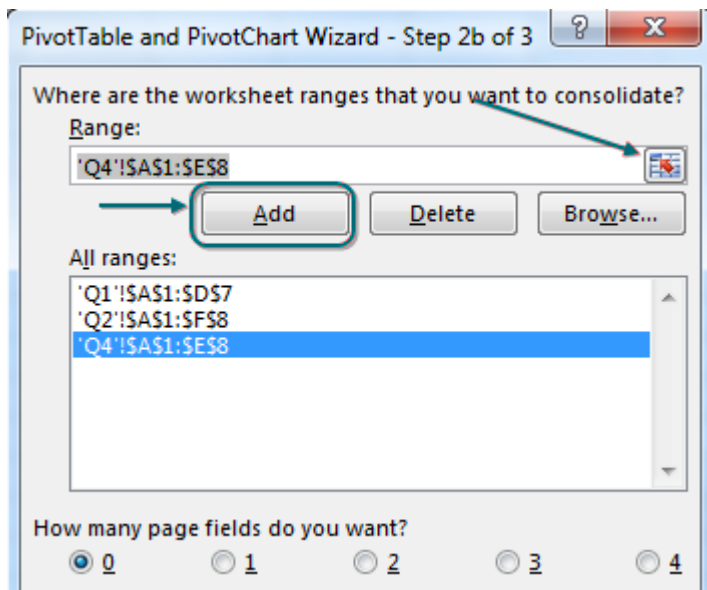 PivotTable and PivotChart Wizard - Step 2b of 3
?
Where are the worksheet ranges that you want to consolidate?
Range:
'Q4'!$A$1:$E$8
Add Delete Browse...
All ranges:
'Q1'!$A$1:$D$7
'Q2'!$A$1:$F$8
'Q4'!$A$1:$E$8
How many page fields do you want?
0 1 2 3 4